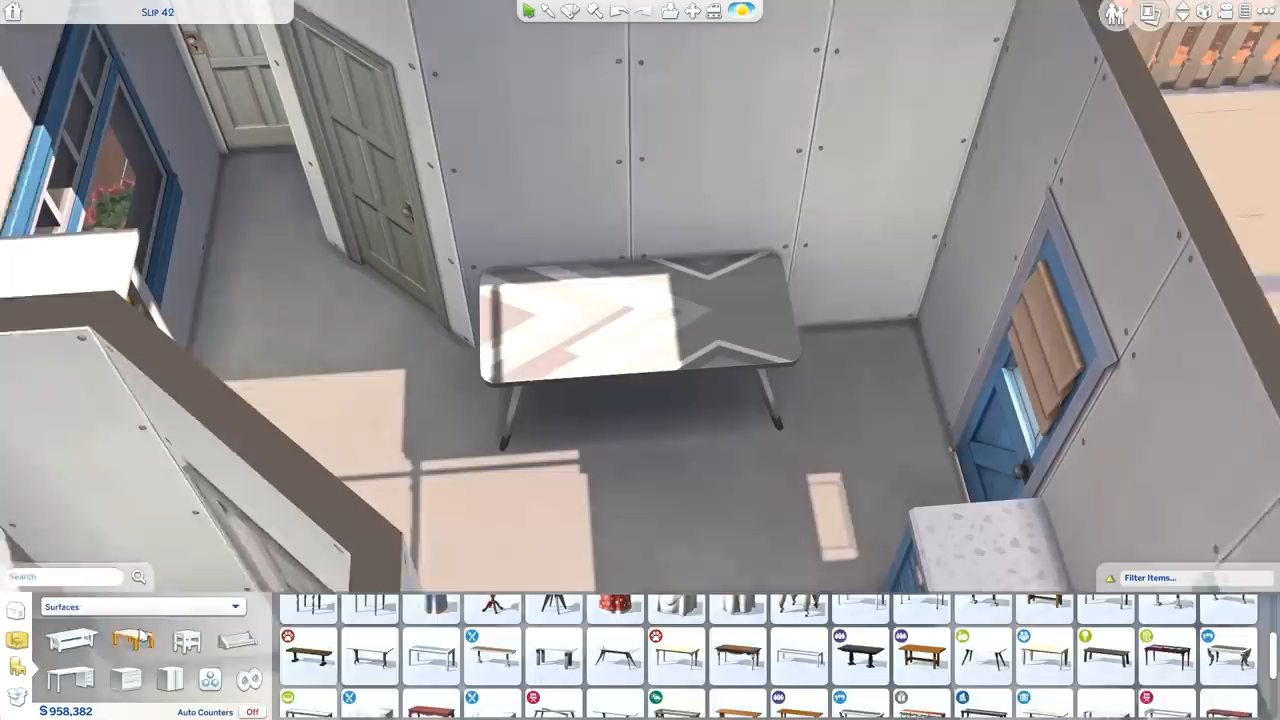 SLIP 42
Search
Filter Items...
Surfaces
$958,382
Auto Counters Off